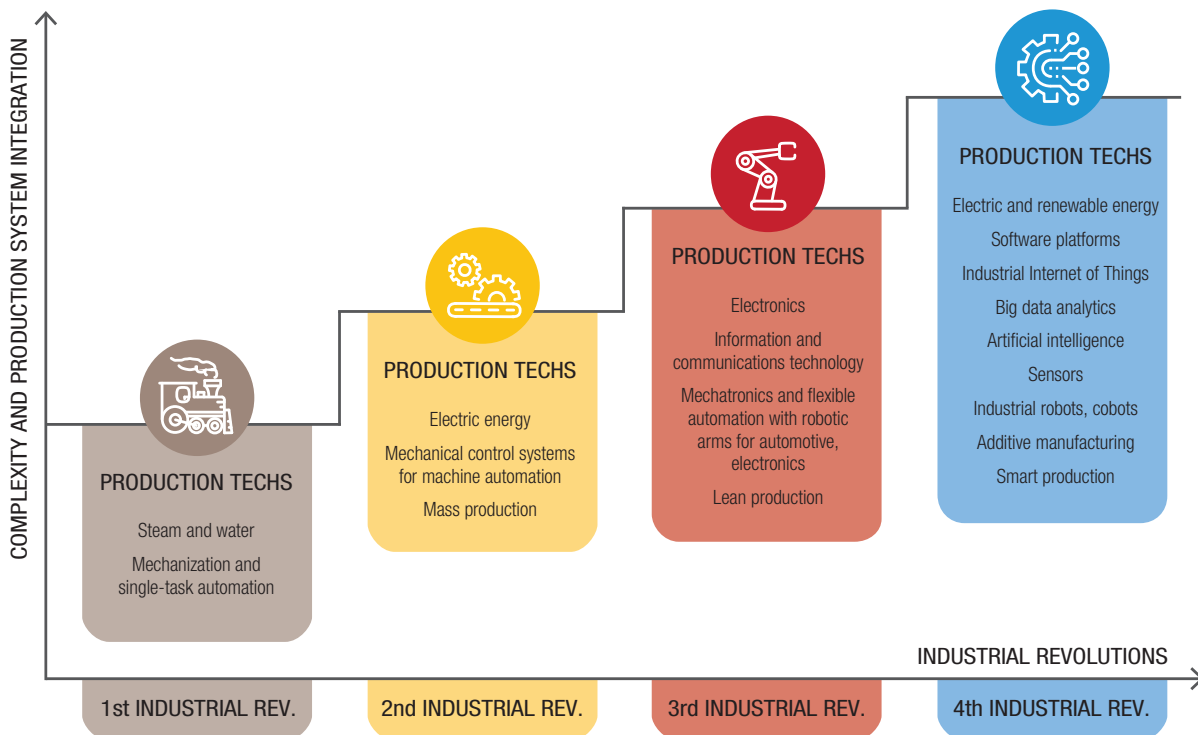 COMPLEXITY AND PRODUCTION SYSTEM INTEGRATION
PRODUCTION TECHS
Steam and water
Mechanization and
single-task automation
PRODUCTION TECHS
Electric energy
Mechanical control systems
for machine automation
Mass production
PRODUCTION TECHS
Electronics
Information and
communications technology
Mechatronics and flexible
automation with robotic
arms for automotive,
electronics
Lean production
PRODUCTION TECHS
Electric and renewable energy
Software platforms
Industrial Internet of Things
Big data analytics
Artificial intelligence
Sensors
Industrial robots, cobots
Additive manufacturing
Smart production
INDUSTRIAL REVOLUTIONS
1st INDUSTRIAL REV.
2nd INDUSTRIAL REV.
3rd INDUSTRIAL REV.
4th INDUSTRIAL REV.